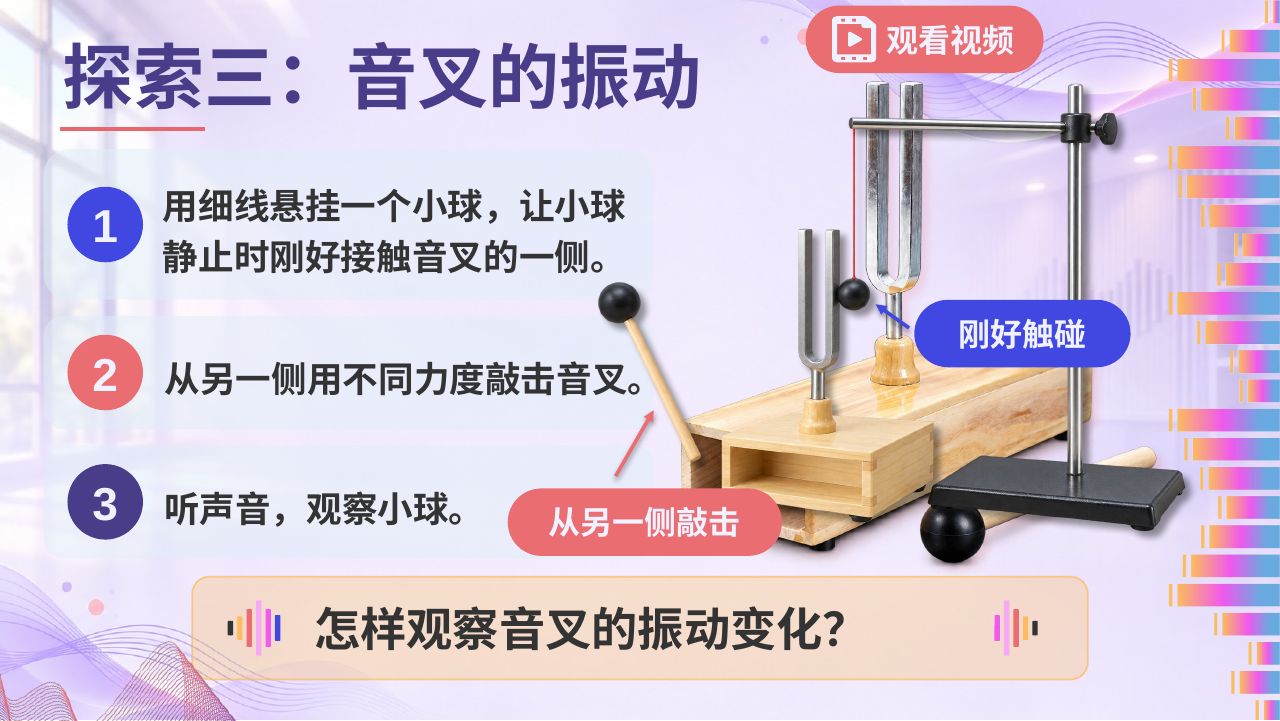 观看视频
探索三：音叉的振动
1
用细线悬挂一个小球，让小球
静止时刚好接触音叉的一侧。
刚好触碰
2
从另一侧用不同力度敲击音叉。
3
听声音，观察小球。
从另一侧敲击
怎样观察音叉的振动变化？